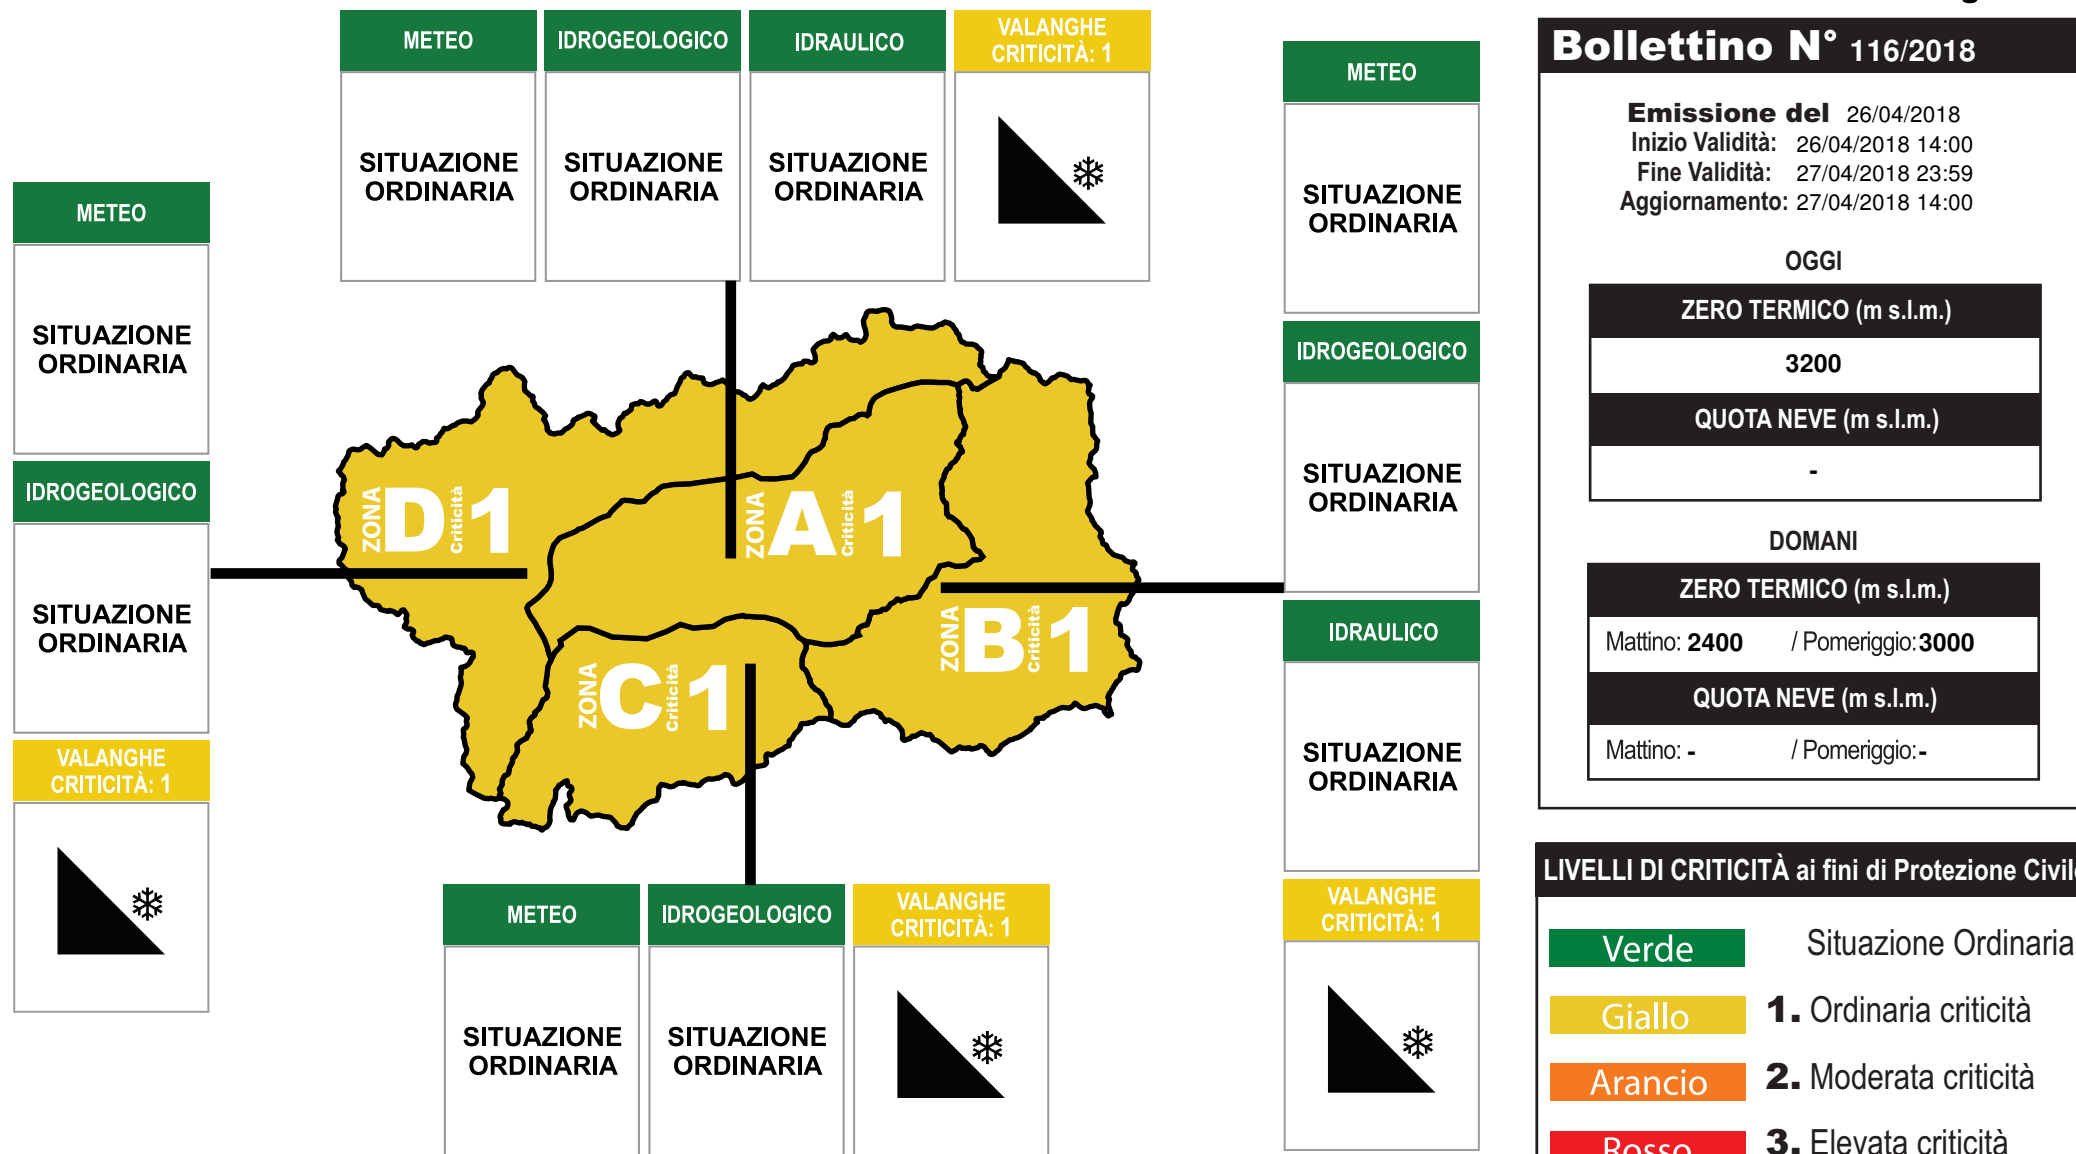 METEO
IDROGEOLOGICO
IDRAULICO
VALANGHE
CRITICITÀ: 1
SITUAZIONE
ORDINARIA
SITUAZIONE
ORDINARIA
SITUAZIONE
ORDINARIA
METEO
SITUAZIONE
ORDINARIA
IDROGEOLOGICO
SITUAZIONE
ORDINARIA
VALANGHE
CRITICITÀ: 1
ZONA D Criticità 1
ZONA A Criticità 1
ZONA B Criticità 1
ZONA C Criticità 1
METEO
IDROGEOLOGICO
VALANGHE
CRITICITÀ: 1
SITUAZIONE
ORDINARIA
SITUAZIONE
ORDINARIA
METEO
SITUAZIONE
ORDINARIA
IDROGEOLOGICO
SITUAZIONE
ORDINARIA
IDRAULICO
SITUAZIONE
ORDINARIA
VALANGHE
CRITICITÀ: 1
Bollettino N° 116/2018
Emissione del 26/04/2018
Inizio Validità: 26/04/2018 14:00
Fine Validità: 27/04/2018 23:59
Aggiornamento: 27/04/2018 14:00
OGGI
ZERO TERMICO (m s.l.m.)
3200
QUOTA NEVE (m s.l.m.)
-
DOMANI
ZERO TERMICO (m s.l.m.)
Mattino: 2400 / Pomeriggio: 3000
QUOTA NEVE (m s.l.m.)
Mattino: - / Pomeriggio: -
LIVELLI DI CRITICITÀ ai fini di Protezione Civile
Verde Situazione Ordinaria
Giallo 1. Ordinaria criticità
Arancio 2. Moderata criticità
Rosso 3. Elevata criticità